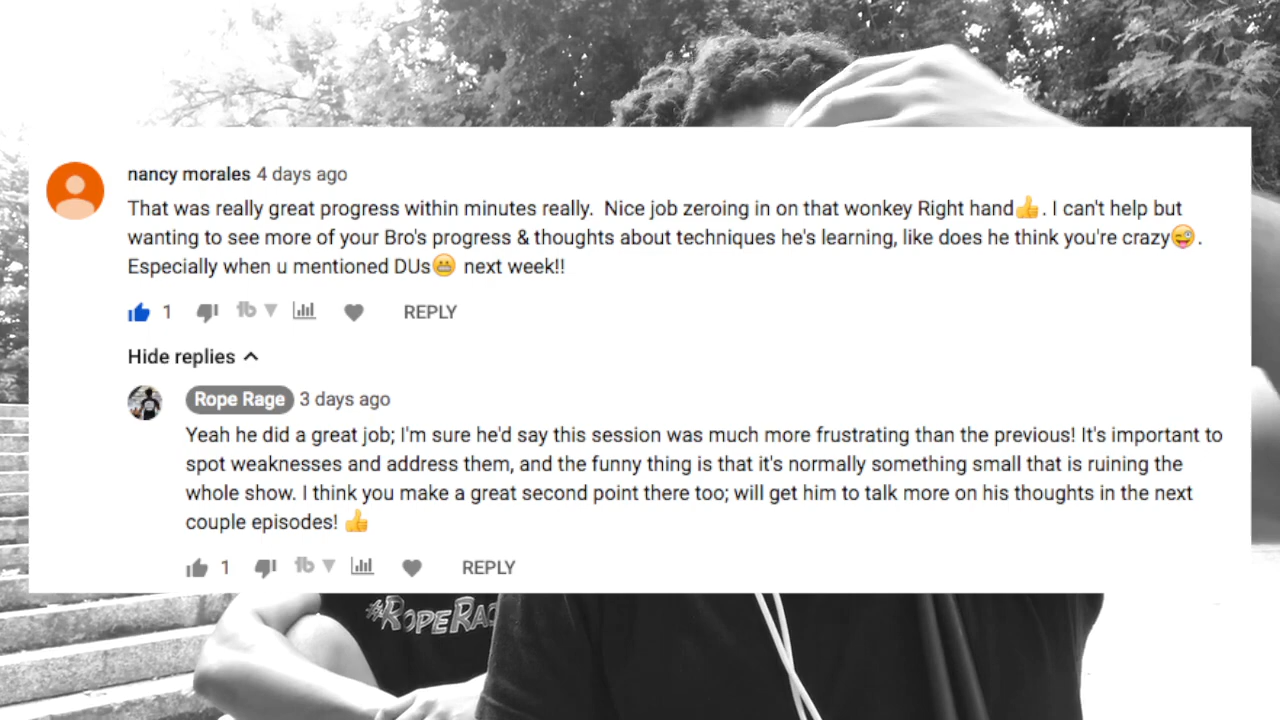 nancy morales 4 days ago
That was really great progress within minutes really.  Nice job zeroing in on that wonkey Right hand👍. I can't help but
wanting to see more of your Bro's progress & thoughts about techniques he's learning, like does he think you're crazy😜.
Especially when u mentioned DUs😬 next week!!
1 REPLY
Hide replies
Rope Rage 3 days ago
Yeah he did a great job; I'm sure he'd say this session was much more frustrating than the previous! It's important to
spot weaknesses and address them, and the funny thing is that it's normally something small that is ruining the
whole show. I think you make a great second point there too; will get him to talk more on his thoughts in the next
couple episodes! 👍
1 REPLY
#ROPERA